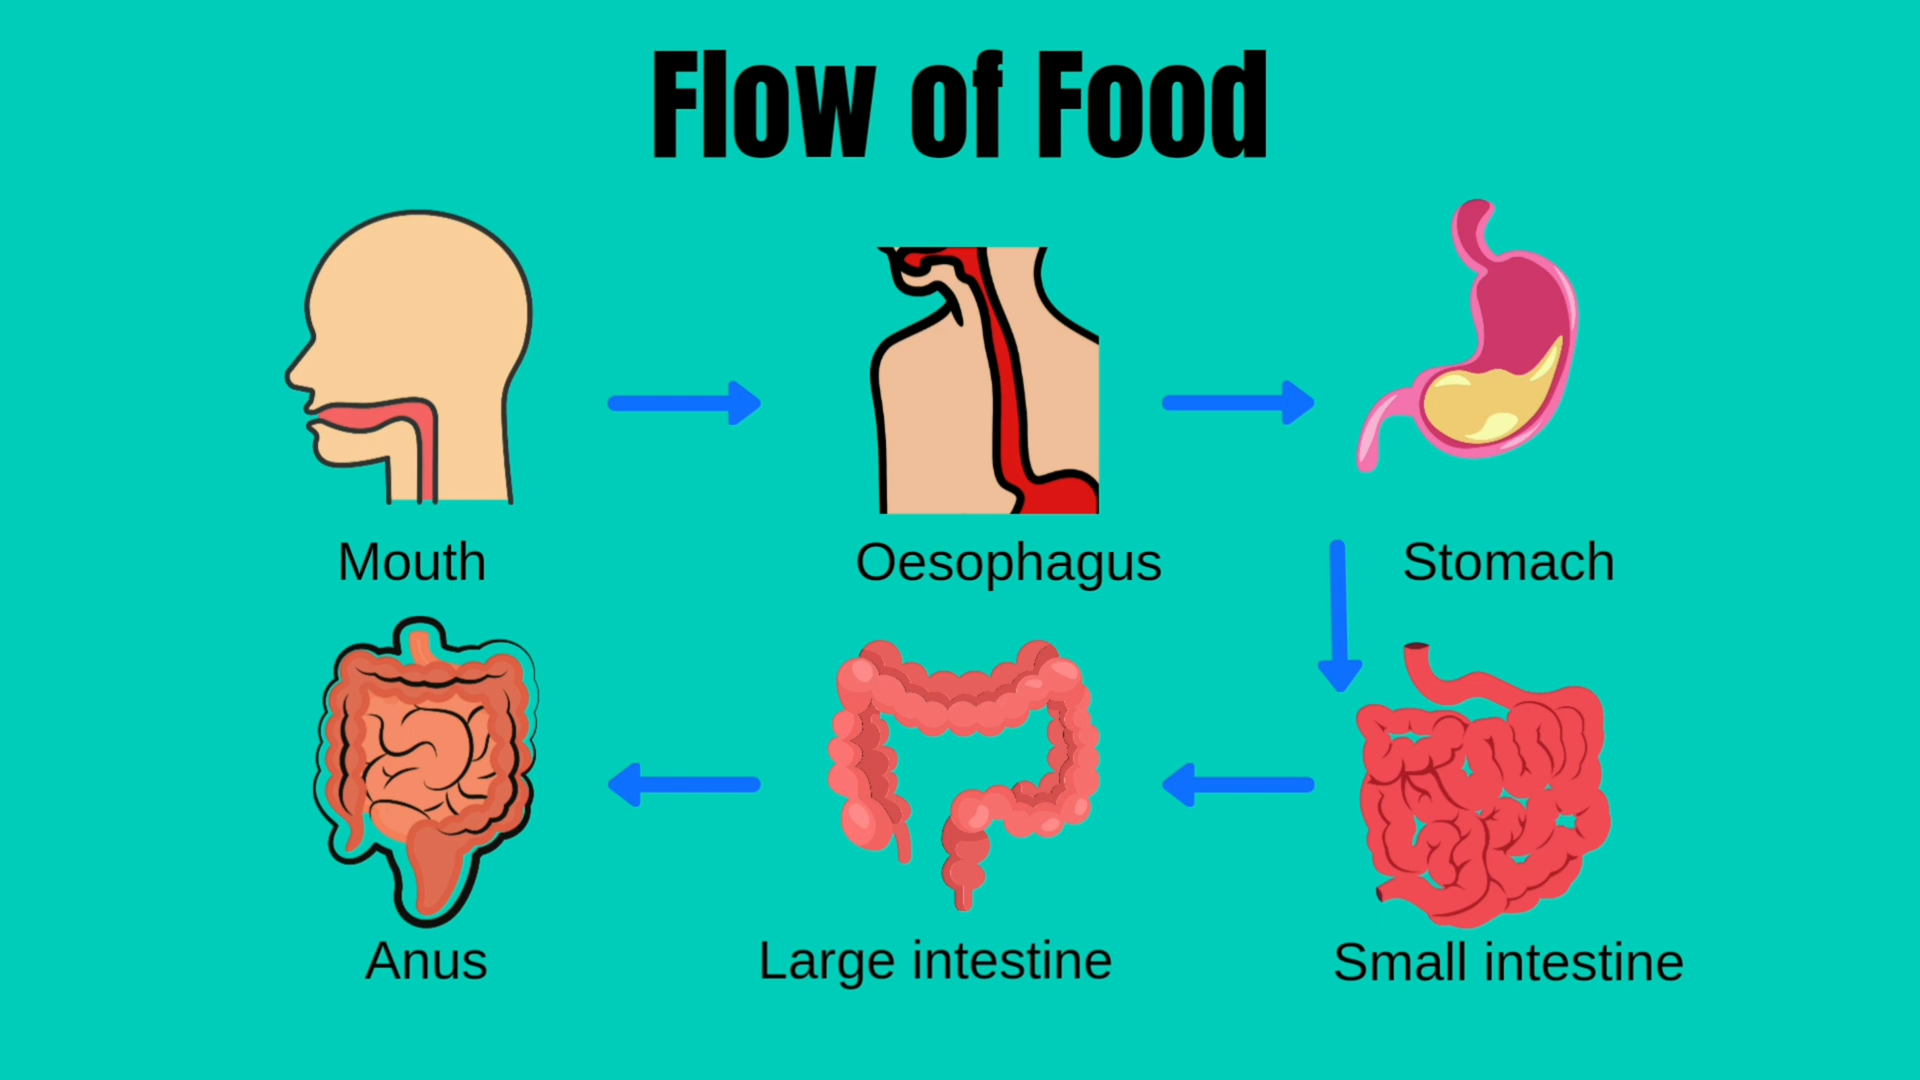 Flow of Food
Mouth
Oesophagus
Stomach
Anus
Large intestine
Small intestine